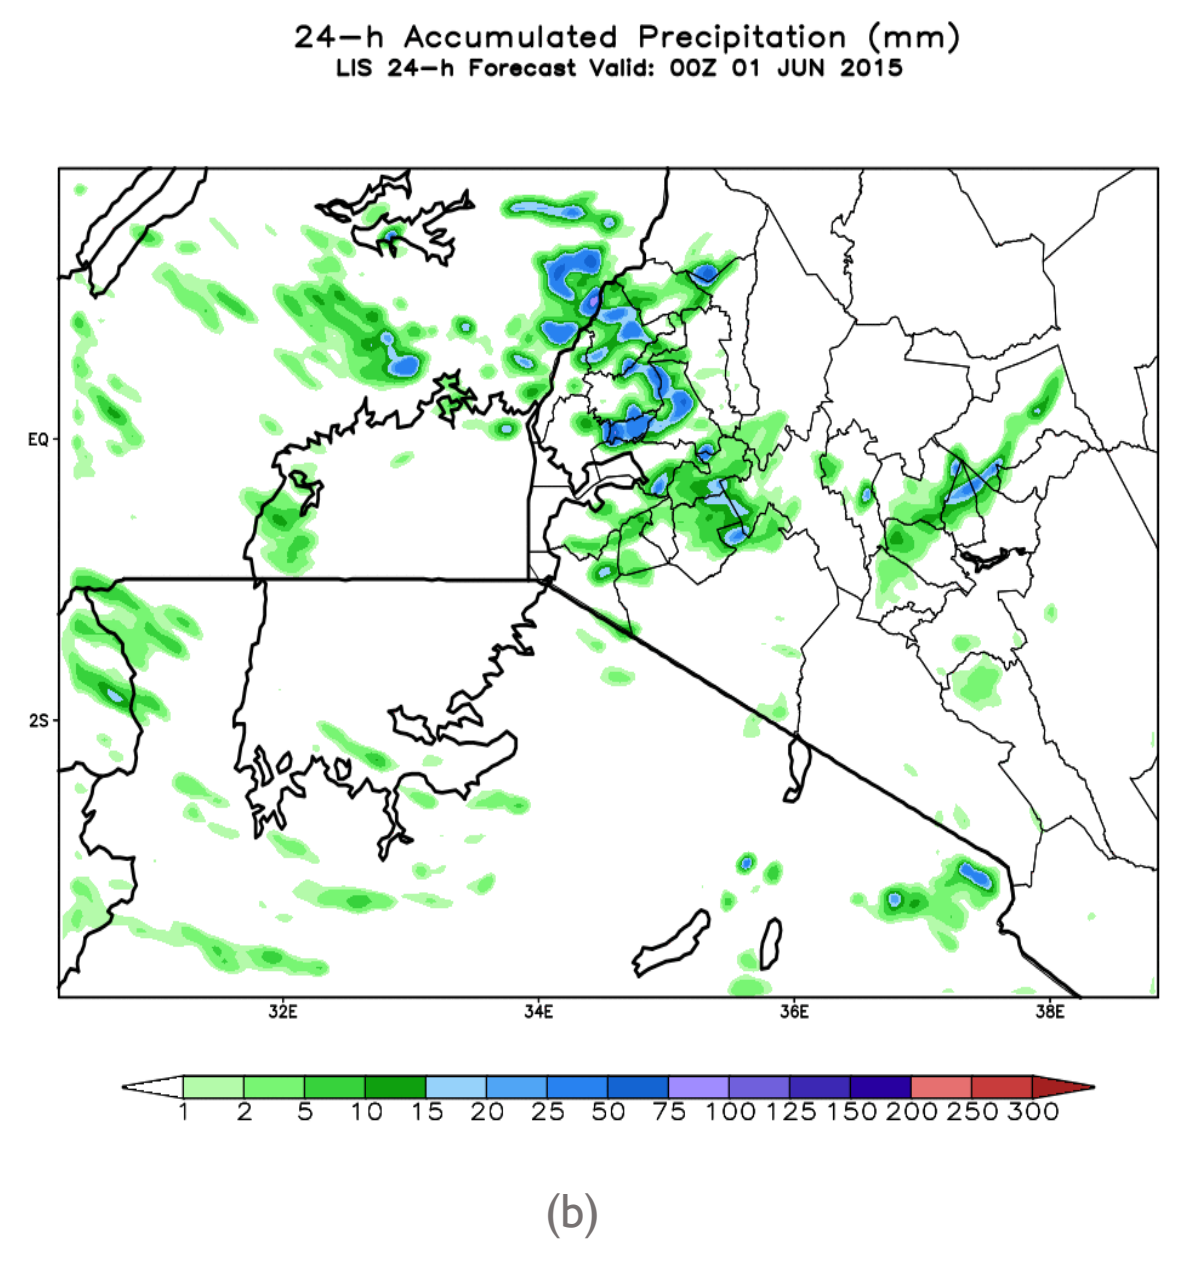 24-h Accumulated Precipitation (mm)
LIS 24-h Forecast Valid: 00Z 01 JUN 2015
EQ
2S
32E 34E 36E 38E
1 2 5 10 15 20 25 50 75 100 125 150 200 250 300
(b)